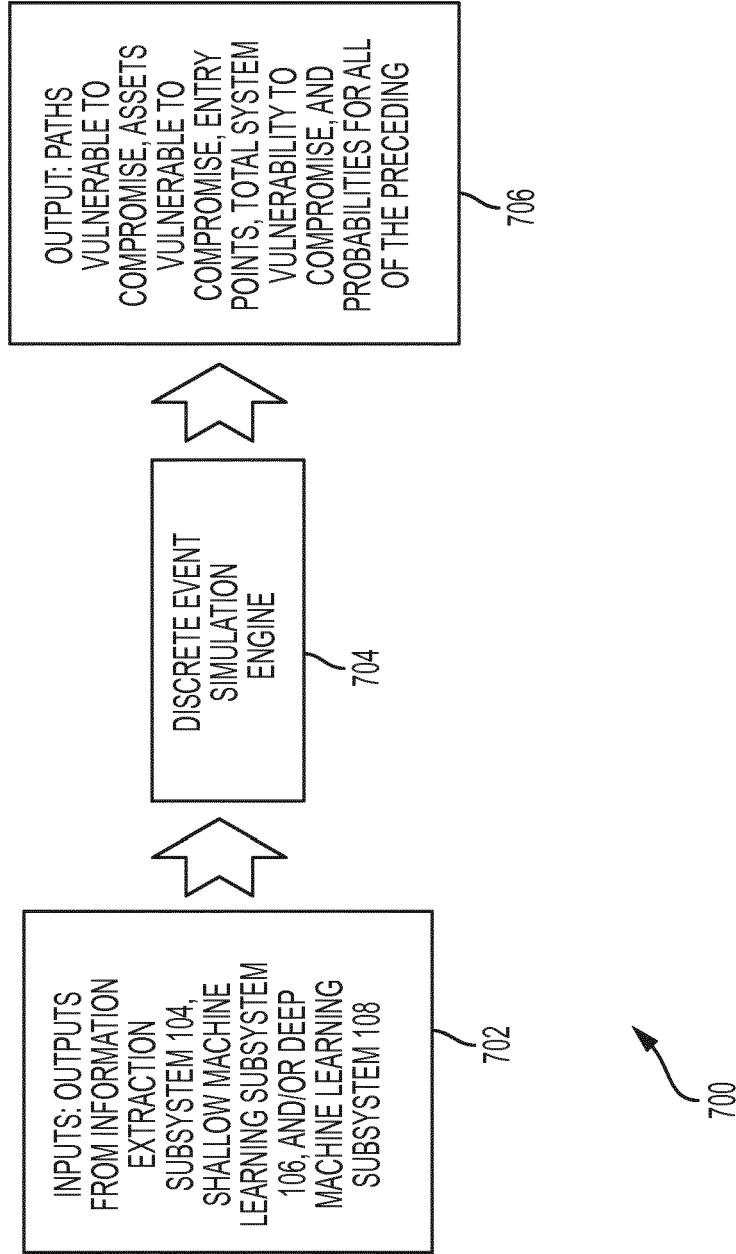 INPUTS: OUTPUTS
FROM INFORMATION
EXTRACTION
SUBSYSTEM 104,
SHALLOW MACHINE
LEARNING SUBSYSTEM
106, AND/OR DEEP
MACHINE LEARNING
SUBSYSTEM 108
702
DISCRETE EVENT
SIMULATION
ENGINE
704
OUTPUT: PATHS
VULNERABLE TO
COMPROMISE, ASSETS
VULNERABLE TO
COMPROMISE, ENTRY
POINTS, TOTAL SYSTEM
VULNERABILITY TO
COMPROMISE, AND
PROBABILITIES FOR ALL
OF THE PRECEDING
706
700